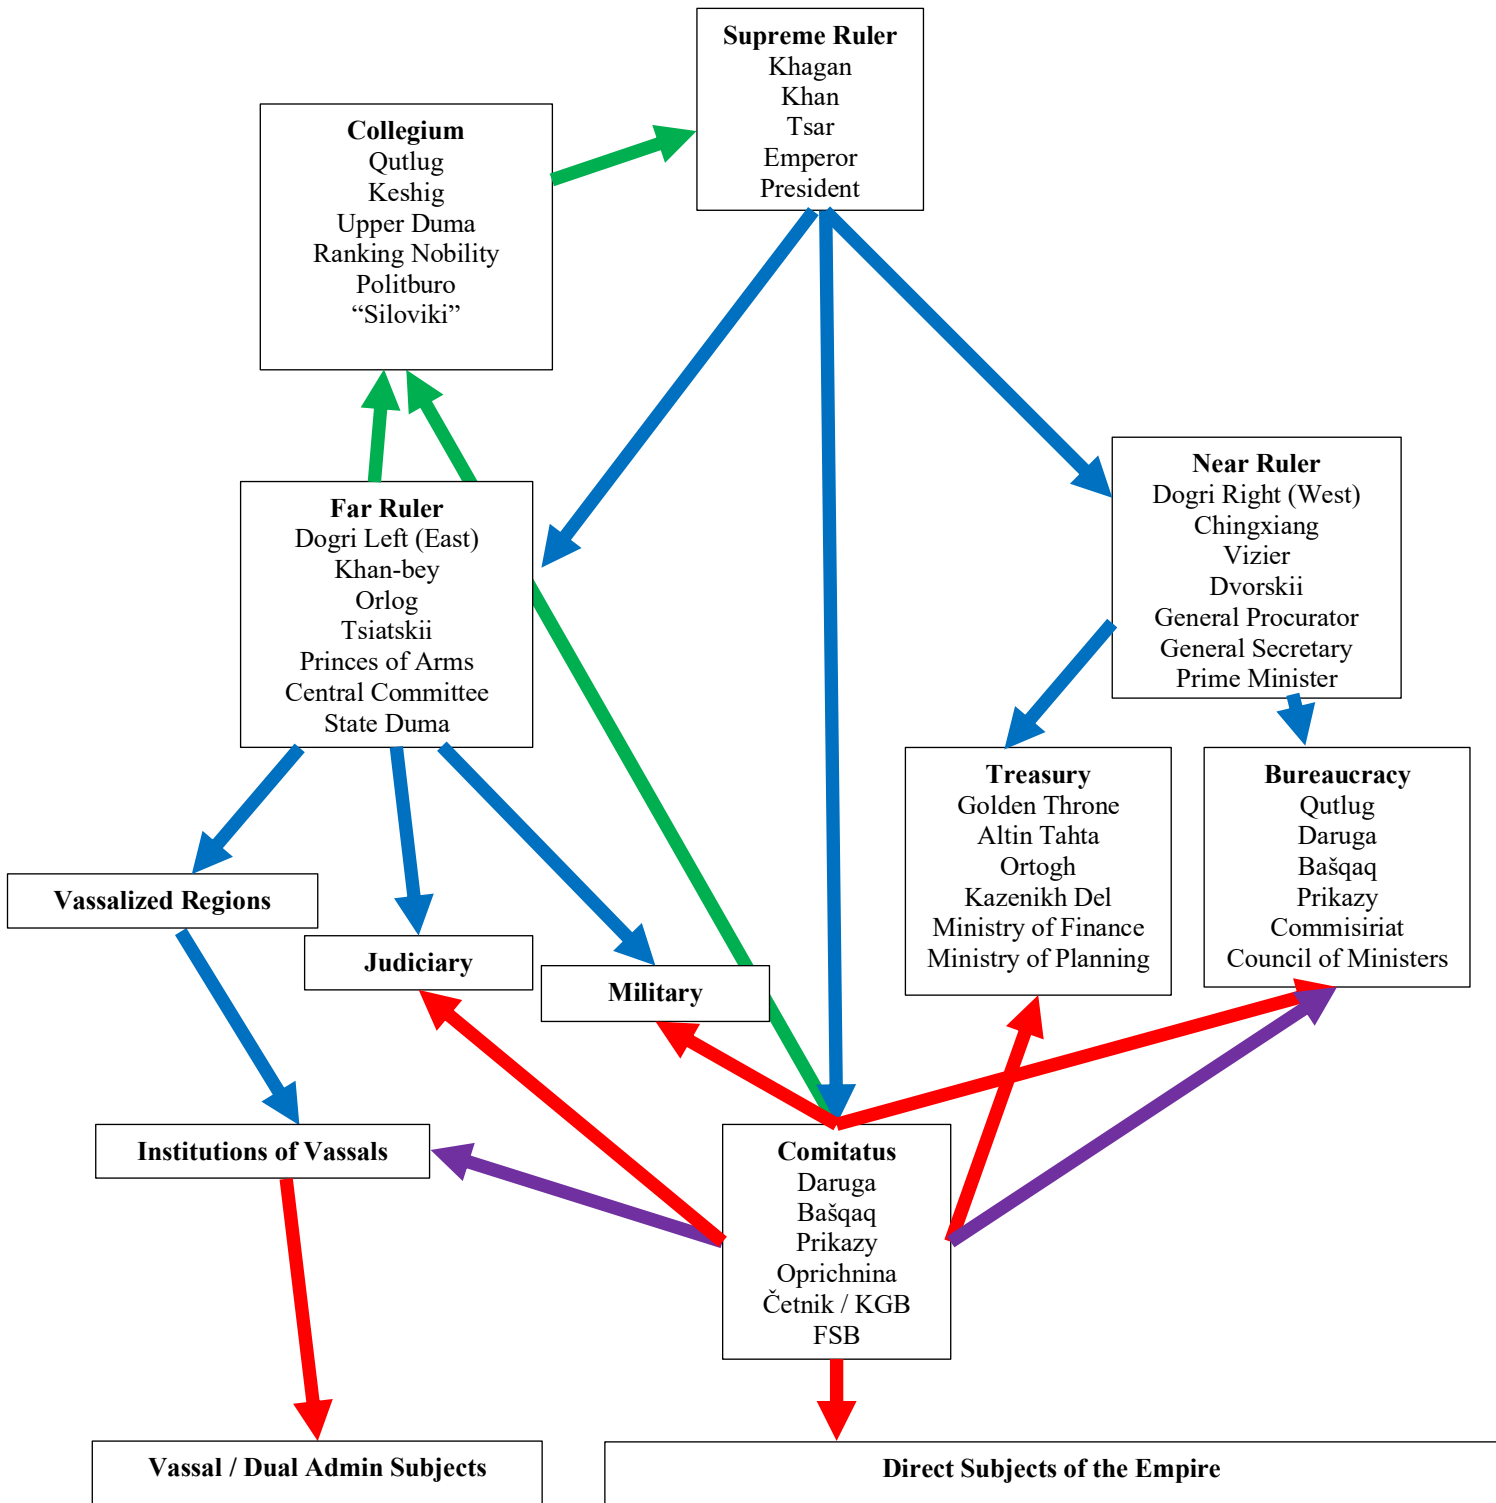 Supreme Ruler
Khagan
Khan
Tsar
Emperor
President
Collegium
Qutlug
Keshig
Upper Duma
Ranking Nobility
Politburo
“Siloviki”
Far Ruler
Dogri Left (East)
Khan-bey
Orlog
Tsiatskii
Princes of Arms
Central Committee
State Duma
Near Ruler
Dogri Right (West)
Chingxiang
Vizier
Dvorskii
General Procurator
General Secretary
Prime Minister
Treasury
Golden Throne
Altin Tahta
Ortogh
Kazenikh Del
Ministry of Finance
Ministry of Planning
Bureaucracy
Qutlug
Daruga
Bašqaq
Prikazy
Commisiriat
Council of Ministers
Vassalized Regions
Judiciary
Military
Institutions of Vassals
Comitatus
Daruga
Bašqaq
Prikazy
Oprichnina
Četnik / KGB
FSB
Vassal / Dual Admin Subjects
Direct Subjects of the Empire